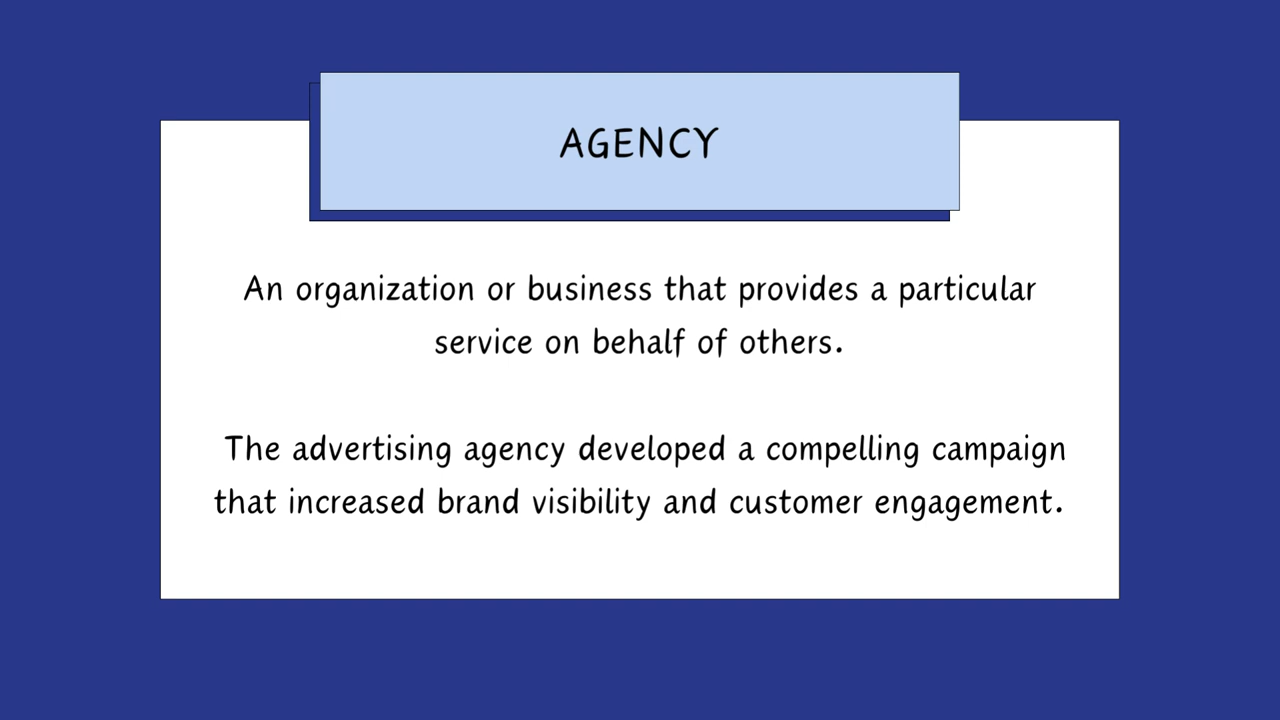 AGENCY
An organization or business that provides a particular
service on behalf of others.
The advertising agency developed a compelling campaign
that increased brand visibility and customer engagement.